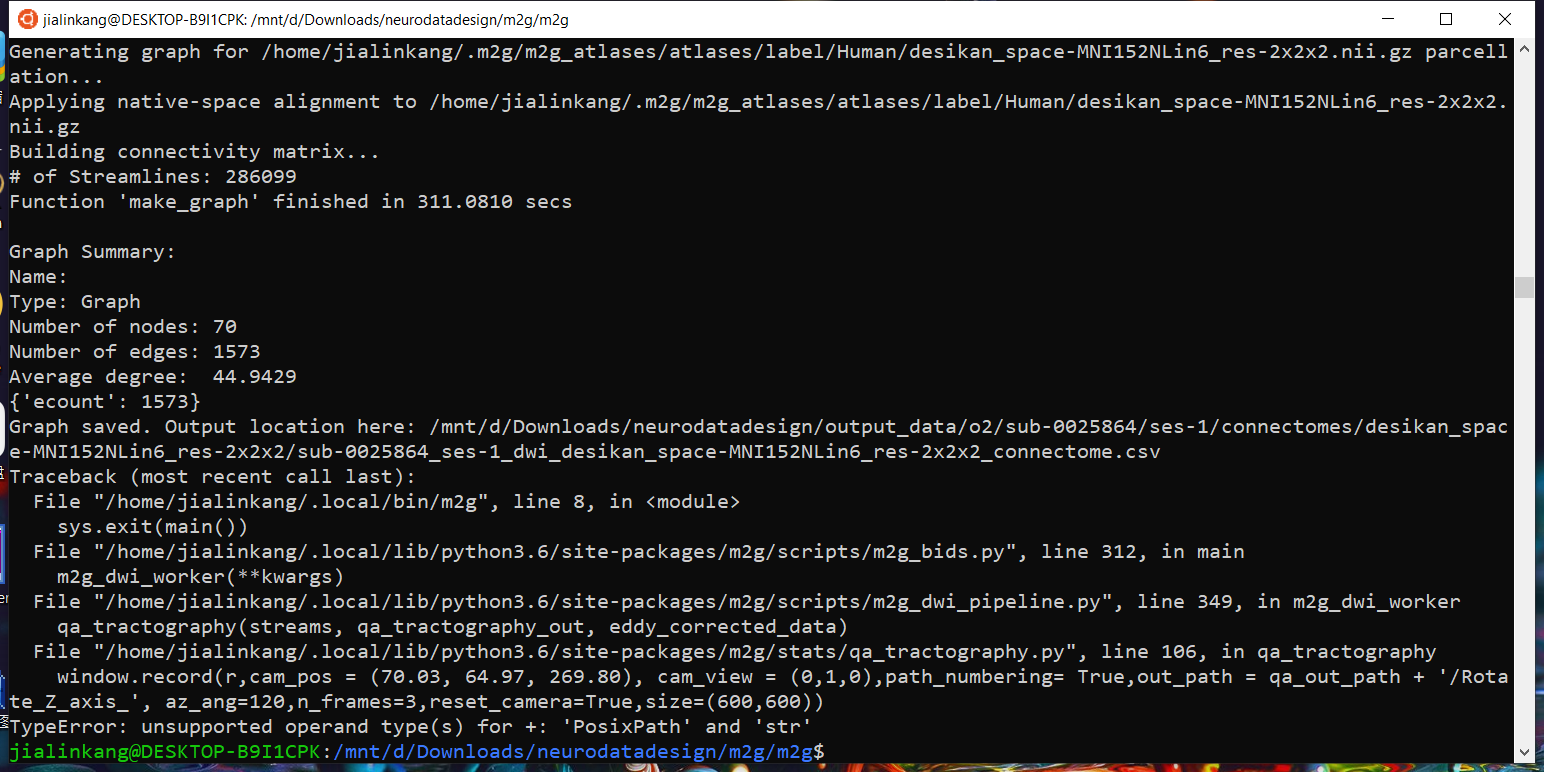 jialinkang@DESKTOP-B9I1CPK: /mnt/d/Downloads/neurodatadesign/m2g/m2g
Generating graph for /home/jialinkang/.m2g/m2g_atlases/atlases/label/Human/desikan_space-MNI152NLin6_res-2x2x2.nii.gz parcell
ation...
Applying native-space alignment to /home/jialinkang/.m2g/m2g_atlases/atlases/label/Human/desikan_space-MNI152NLin6_res-2x2x2.
nii.gz
Building connectivity matrix...
# of Streamlines: 286099
Function 'make_graph' finished in 311.0810 secs
Graph Summary:
Name:
Type: Graph
Number of nodes: 70
Number of edges: 1573
Average degree:  44.9429
{'ecount': 1573}
Graph saved. Output location here: /mnt/d/Downloads/neurodatadesign/output_data/o2/sub-0025864/ses-1/connectomes/desikan_spac
e-MNI152NLin6_res-2x2x2/sub-0025864_ses-1_dwi_desikan_space-MNI152NLin6_res-2x2x2_connectome.csv
Traceback (most recent call last):
  File "/home/jialinkang/.local/bin/m2g", line 8, in <module>
    sys.exit(main())
  File "/home/jialinkang/.local/lib/python3.6/site-packages/m2g/scripts/m2g_bids.py", line 312, in main
    m2g_dwi_worker(**kwargs)
  File "/home/jialinkang/.local/lib/python3.6/site-packages/m2g/scripts/m2g_dwi_pipeline.py", line 349, in m2g_dwi_worker
    qa_tractography(streams, qa_tractography_out, eddy_corrected_data)
  File "/home/jialinkang/.local/lib/python3.6/site-packages/m2g/stats/qa_tractography.py", line 106, in qa_tractography
    window.record(r,cam_pos = (70.03, 64.97, 269.80), cam_view = (0,1,0),path_numbering= True,out_path = qa_out_path + '/Rota
te_Z_axis_', az_ang=120,n_frames=3,reset_camera=True,size=(600,600))
TypeError: unsupported operand type(s) for +: 'PosixPath' and 'str'
jialinkang@DESKTOP-B9I1CPK:/mnt/d/Downloads/neurodatadesign/m2g/m2g$